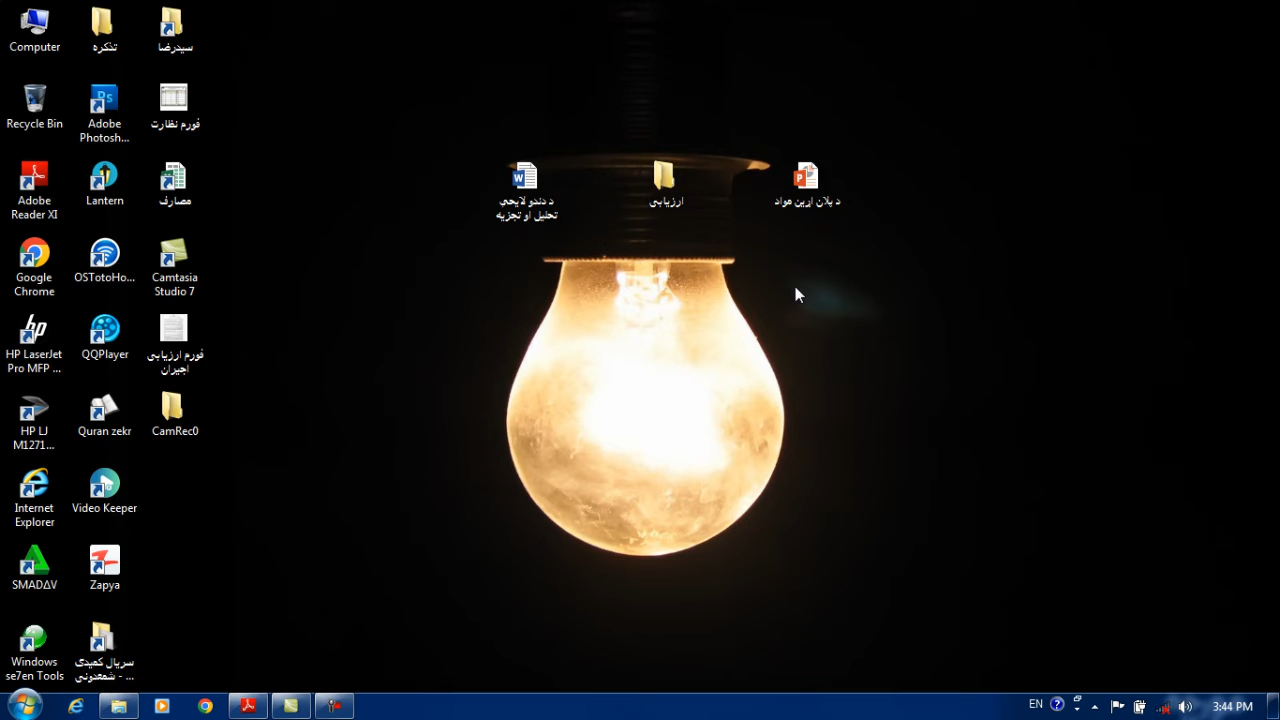 Computer
تذکره
سیدرضا
Recycle Bin
Adobe
Photosh...
فورم نظارت
Adobe
Reader XI
Lantern
مصارف
Google
Chrome
OSTotoHo...
Camtasia
Studio 7
HP LaserJet
Pro MFP ...
QQPlayer
فورم ارزیابی
اجیران
HP LJ
M1271...
Quran zekr
CamRec0
Internet
Explorer
Video Keeper
SMADΔV
Zapya
Windows
se7en Tools
سریال کمیدی
شمعدونی - ...
د دندو لایحې
تحلیل او تجزیه
ارزیابی
د پلان اړین مواد
EN
3:44 PM